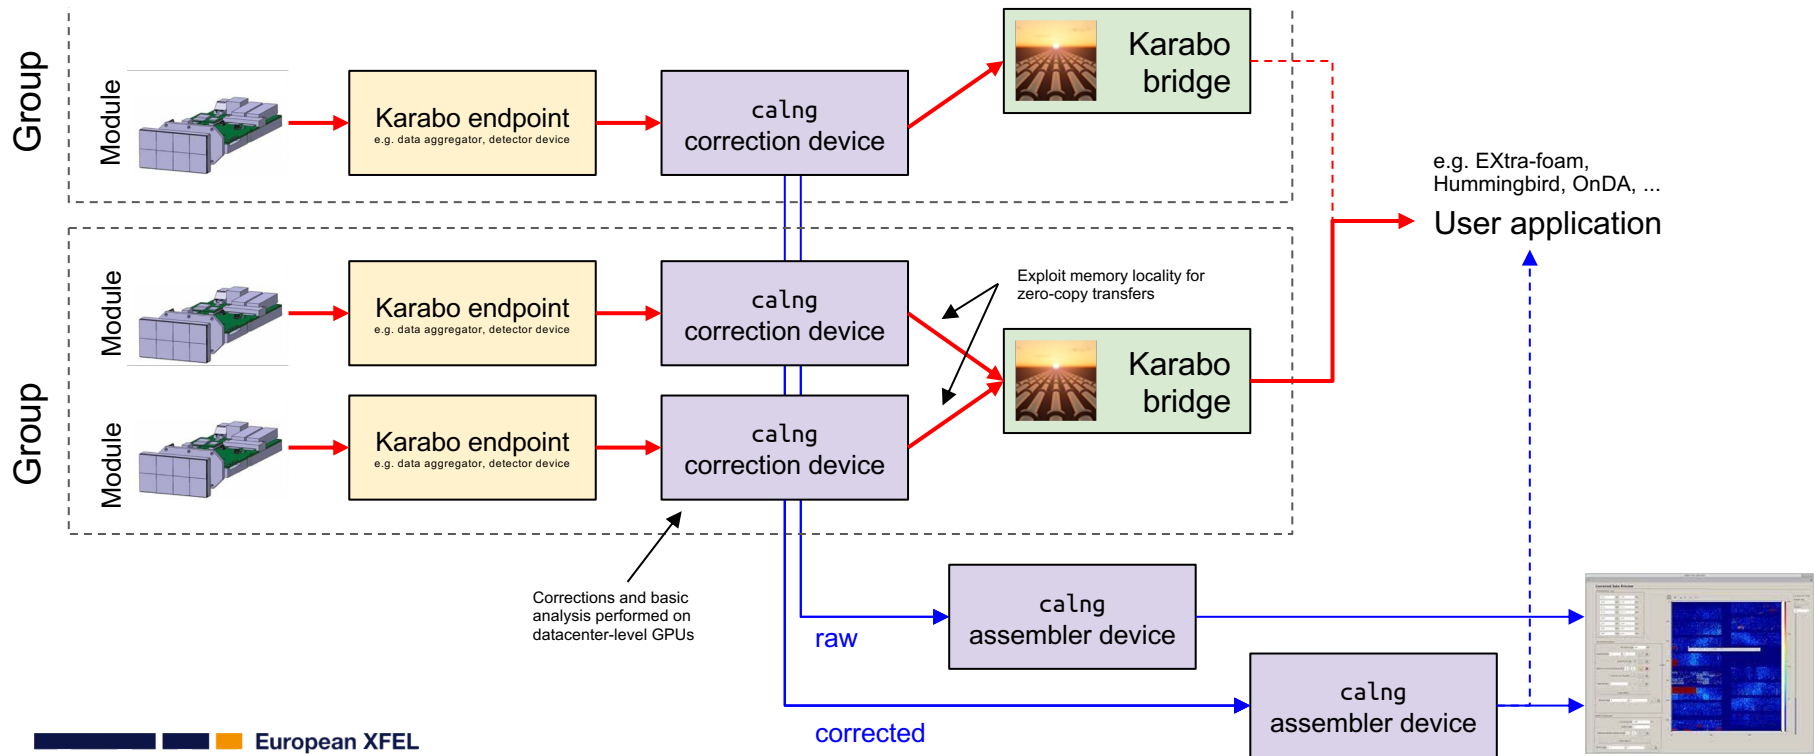 Group
Module
Karabo endpoint
e.g. data aggregator, detector device
calng
correction device
Karabo
bridge
e.g. EXtra-foam,
Hummingbird, OnDA, ...
User application
Group
Module
Karabo endpoint
e.g. data aggregator, detector device
calng
correction device
Exploit memory locality for
zero-copy transfers
Karabo
bridge
Module
Karabo endpoint
e.g. data aggregator, detector device
calng
correction device
Corrections and basic
analysis performed on
datacenter-level GPUs
raw
calng
assembler device
corrected
calng
assembler device
European XFEL